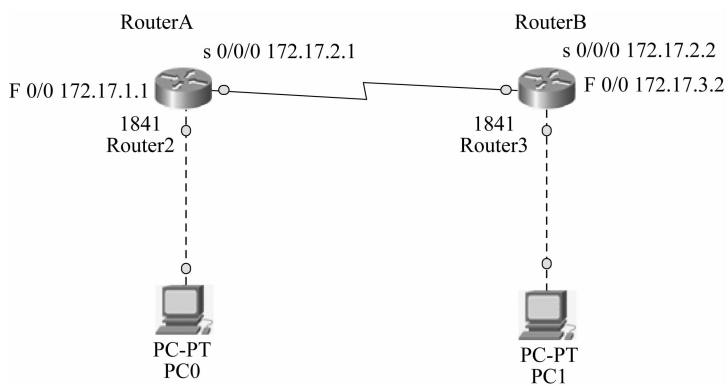 RouterA
RouterB
s 0/0/0 172.17.2.1
s 0/0/0 172.17.2.2
F 0/0 172.17.1.1
F 0/0 172.17.3.2
1841
Router2
1841
Router3
PC-PT
PC0
PC-PT
PC1